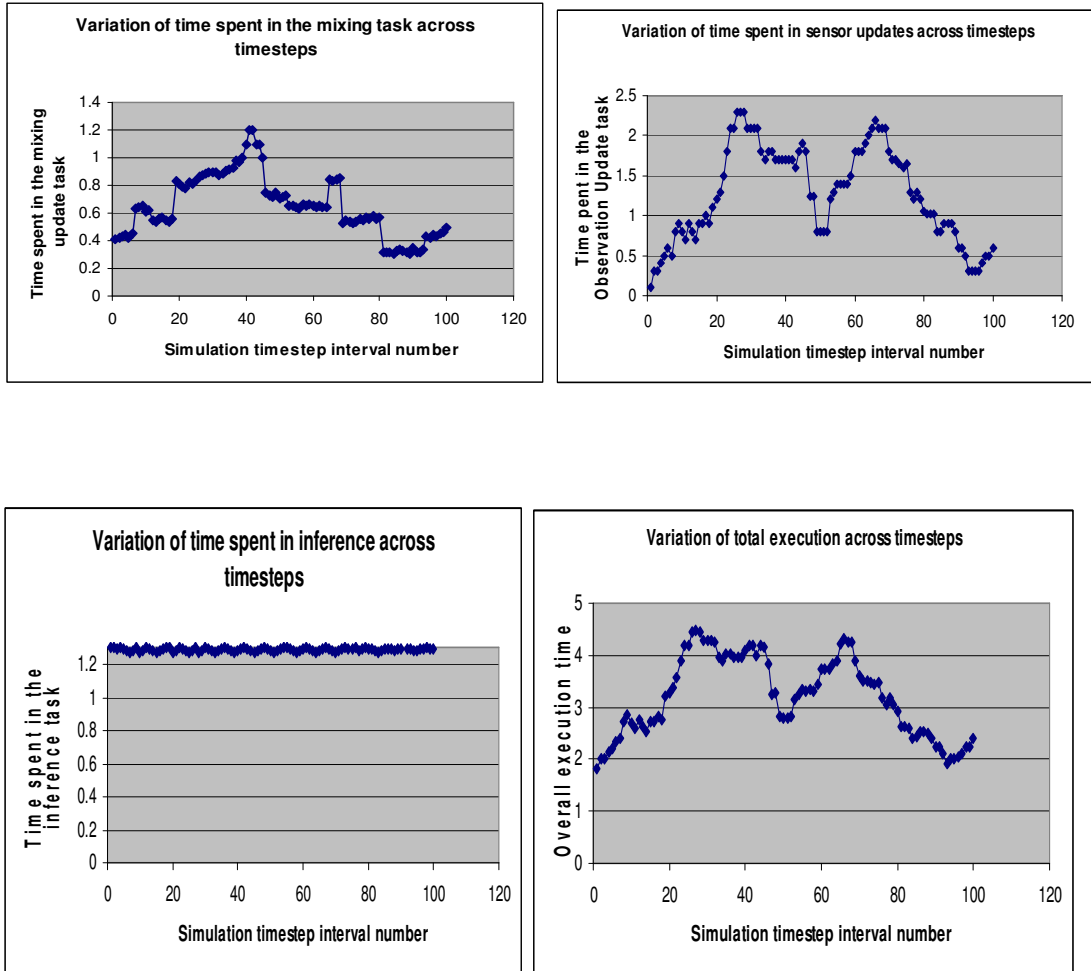 Variation of time spent in the mixing task across
timesteps
Time spent in the mixing
update task
1.4
1.2
1
0.8
0.6
0.4
0.2
0
0 20 40 60 80 100 120
Simulation timestep interval number
Variation of time spent in sensor updates across timesteps
Time pent in the
Observation Update task
2.5
2
1.5
1
0.5
0
0 20 40 60 80 100 120
Simulation timestep interval number
Variation of time spent in inference across
timesteps
Time spent in the
inference task
1.2
1
0.8
0.6
0.4
0.2
0
0 20 40 60 80 100 120
Simulation timestep interval number
Variation of total execution across timesteps
Overall execution time
5
4
3
2
1
0
0 20 40 60 80 100 120
Simulation timestep interval number